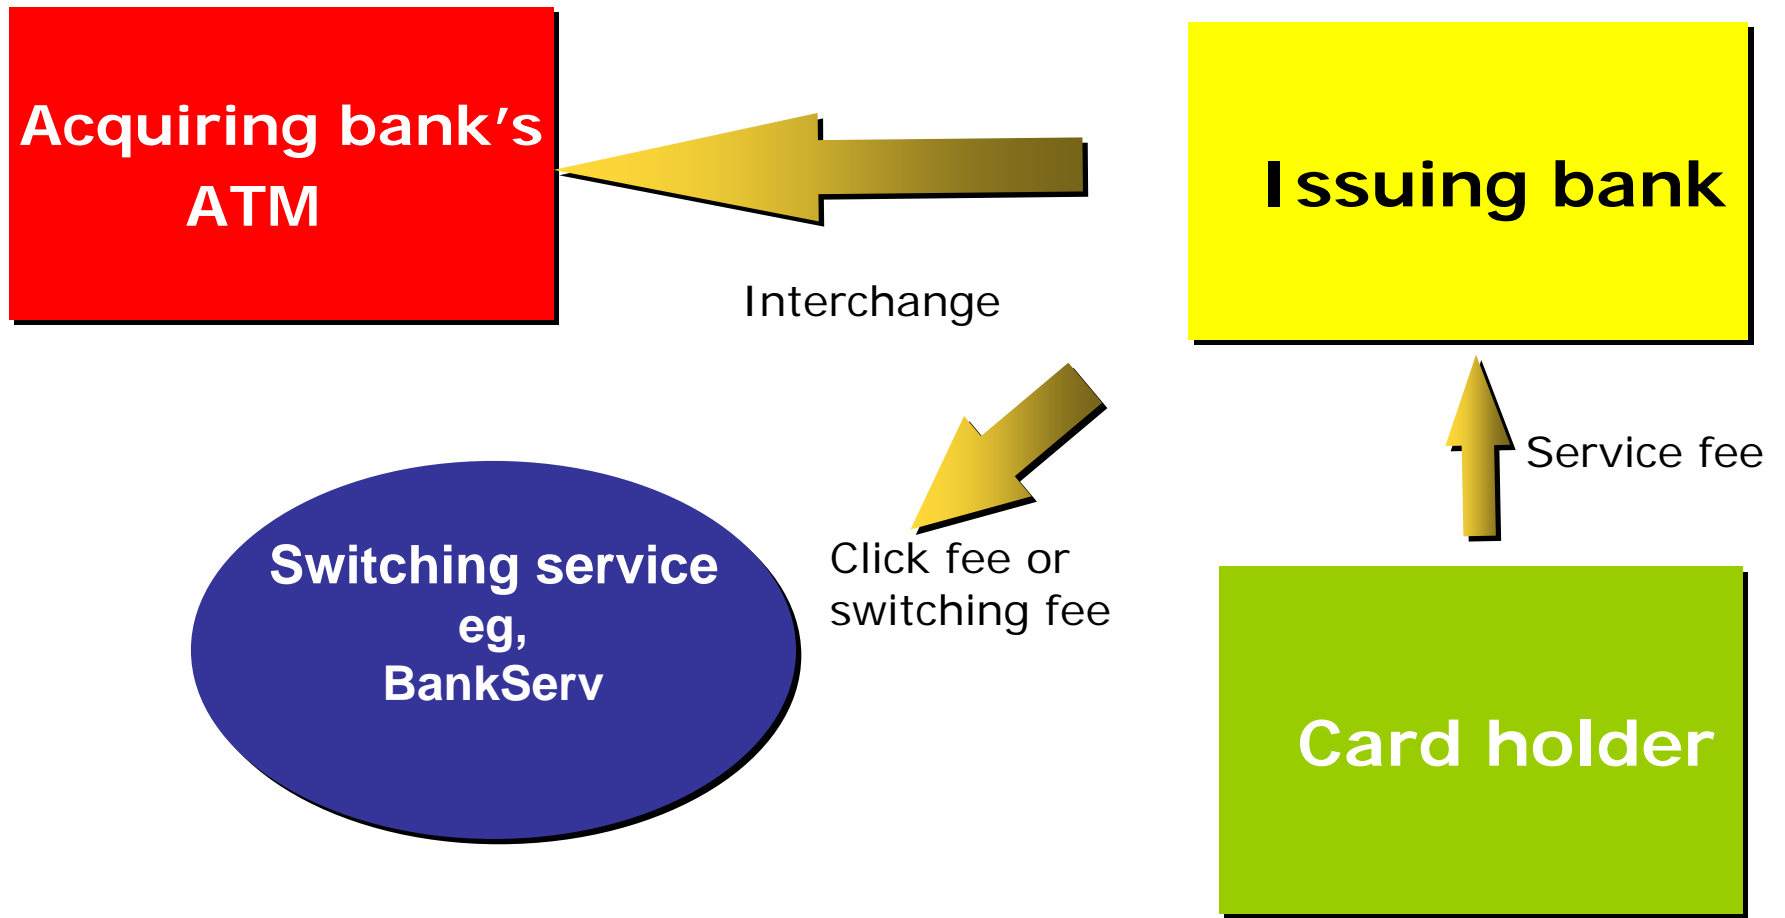 Acquiring bank's
ATM
Issuing bank
Interchange
Service fee
Switching service
eg,
BankServ
Click fee or
switching fee
Card holder